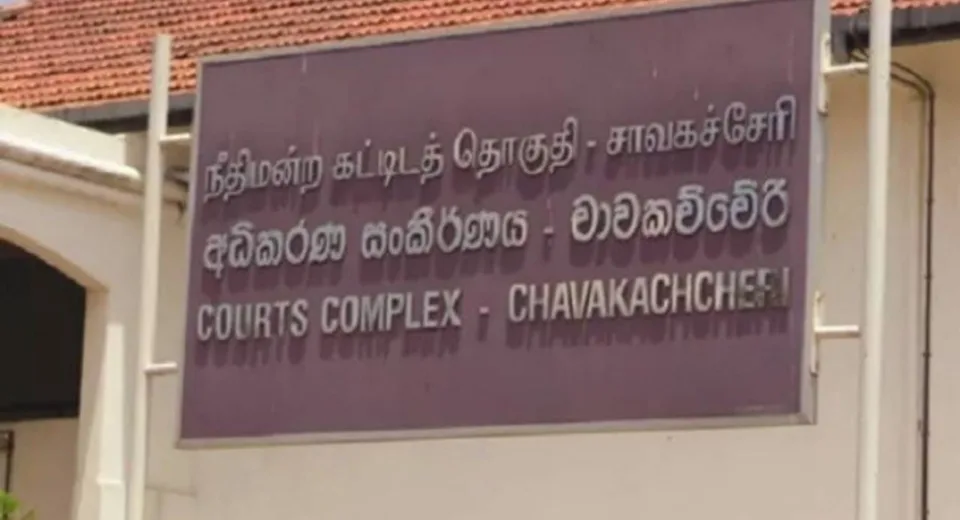 நீதிமன்ற கட்டிடத் தொகுதி - சாவகச்சேரி
අධිකරණ සංකීර්ණය - චාවකච්චේරි
COURTS COMPLEX - CHAVAKACHCHERI